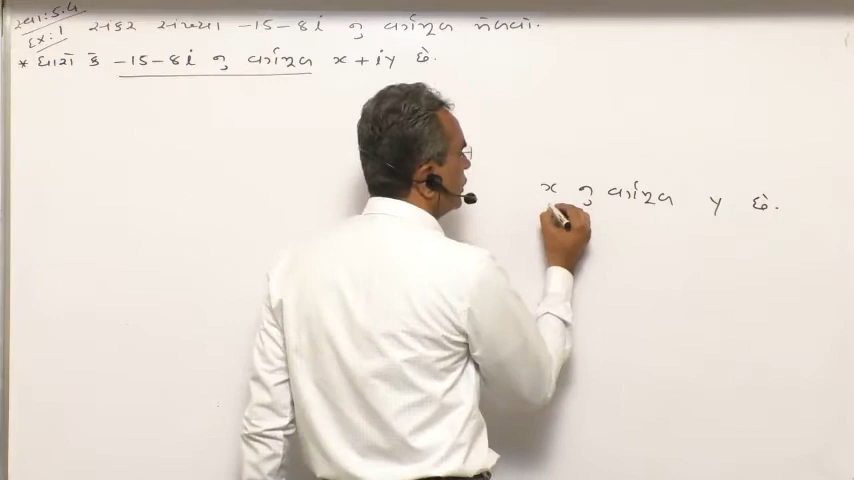 સ્વા: 5.4
Ex: 1 સંકર સંખ્યા -15-8i નું વર્ગમૂળ મેળવો.
* ધારો કે -15-8i નું વર્ગમૂળ x+iy છે.
x નું વર્ગમૂળ y છે.